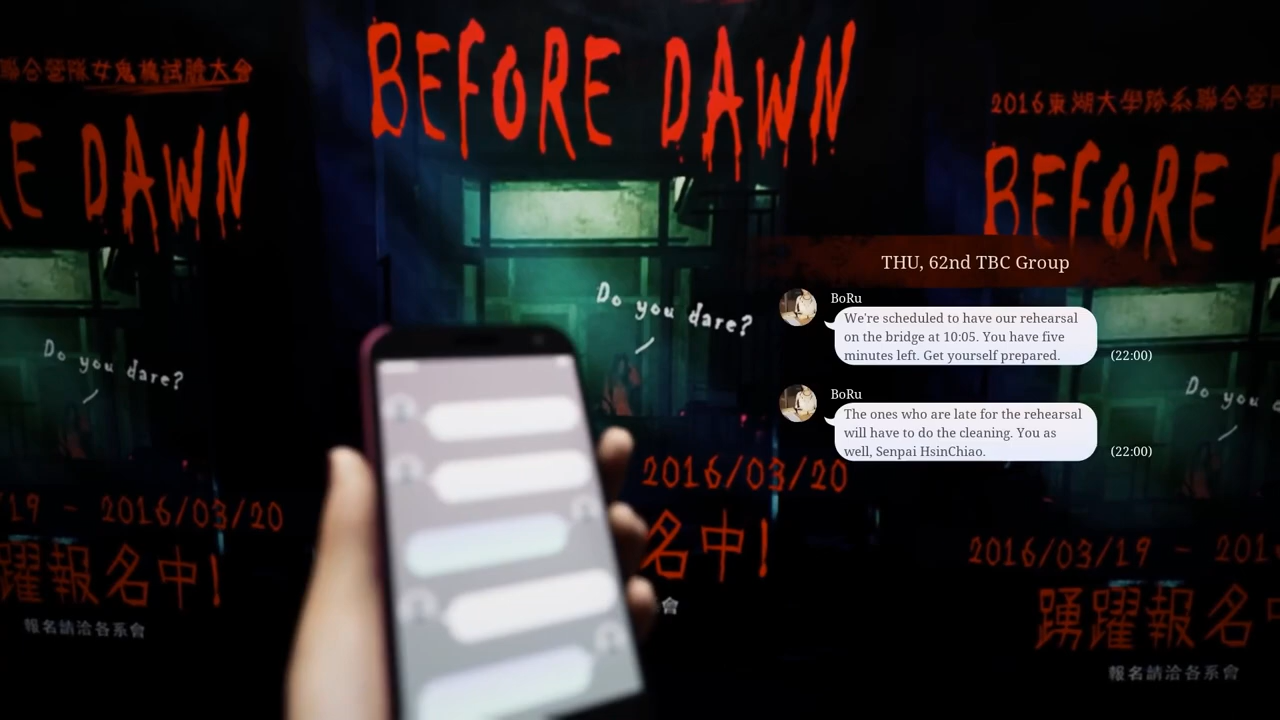 聯合營隊女鬼橋試膽大會
E DAWN
Do you dare?
/19 - 2016/03/20
躍報名中!
報名請洽各系會
BEFORE DAWN
Do you dare?
2016/03/20
名中!
會
2016東湖大學跨系聯合營
BEFORE
Do you
2016/03/19 - 201
踴躍報名
報名請洽各系會
THU, 62nd TBC Group
BoRu
We're scheduled to have our rehearsal
on the bridge at 10:05. You have five
minutes left. Get yourself prepared.
(22:00)
BoRu
The ones who are late for the rehearsal
will have to do the cleaning. You as
well, Senpai HsinChiao.
(22:00)